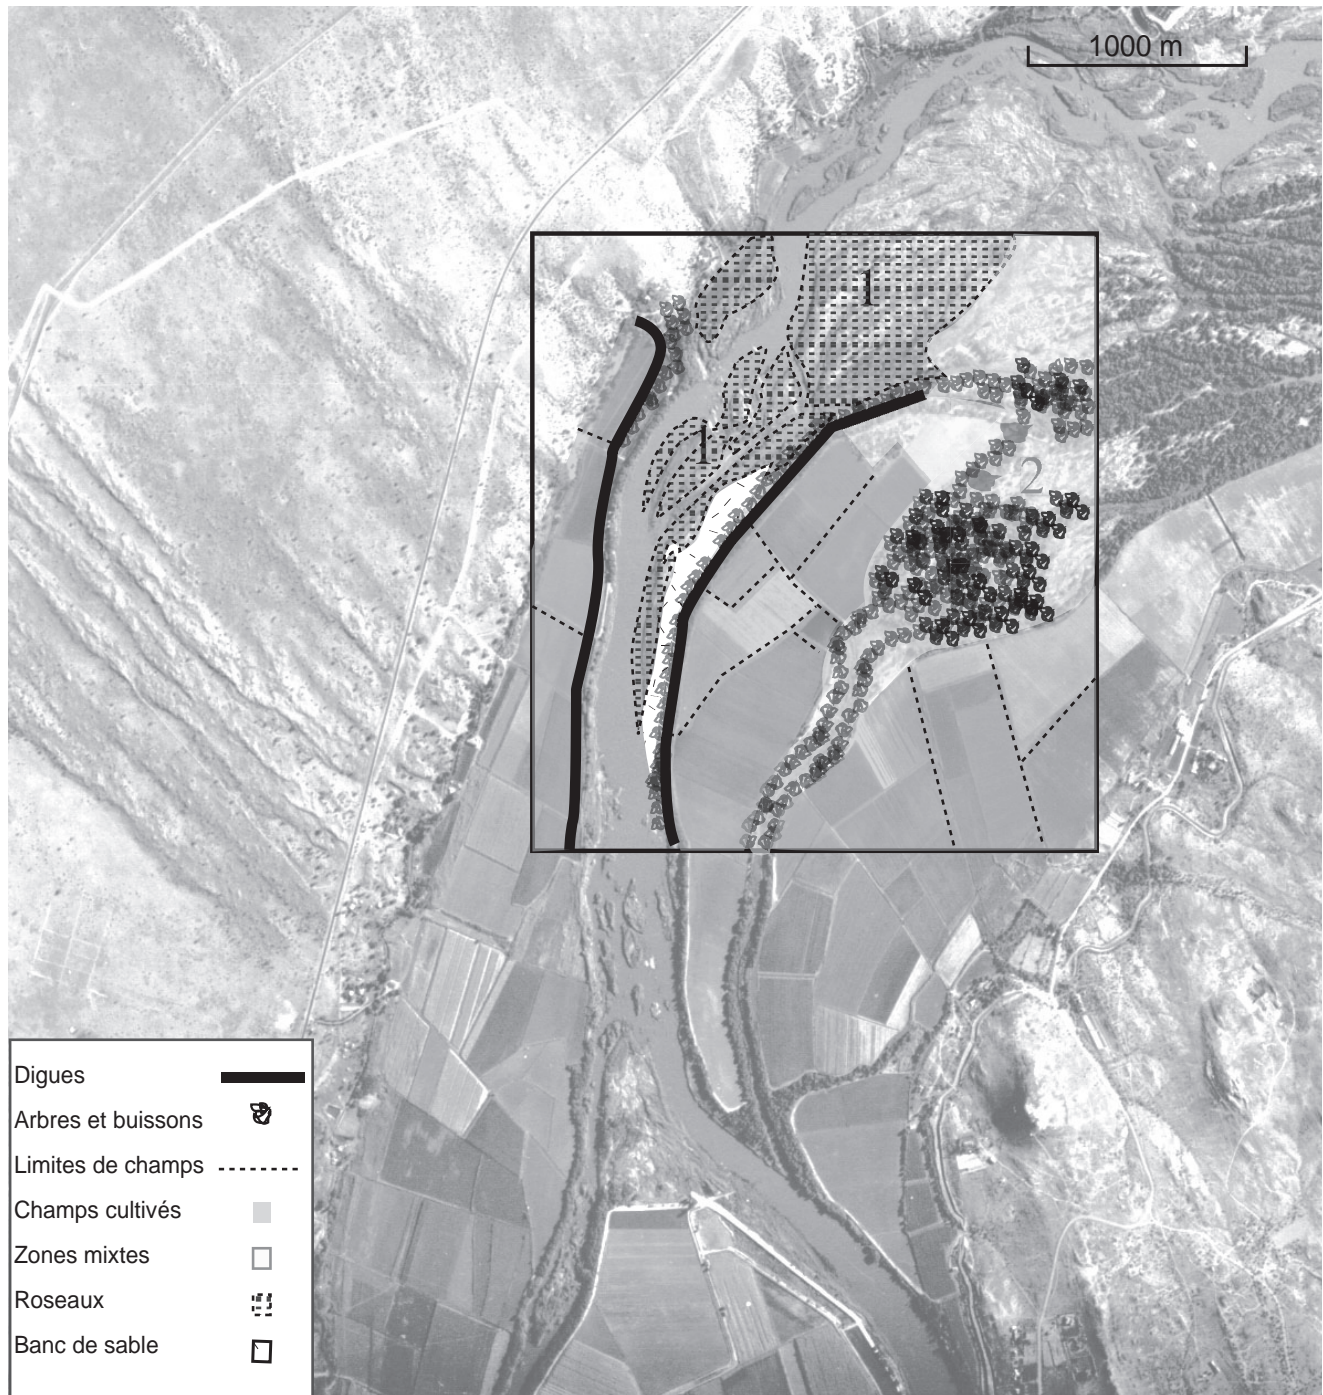 1000 m
1
1
2
Digues
Arbres et buissons
Limites de champs
Champs cultivés
Zones mixtes
Roseaux
Banc de sable